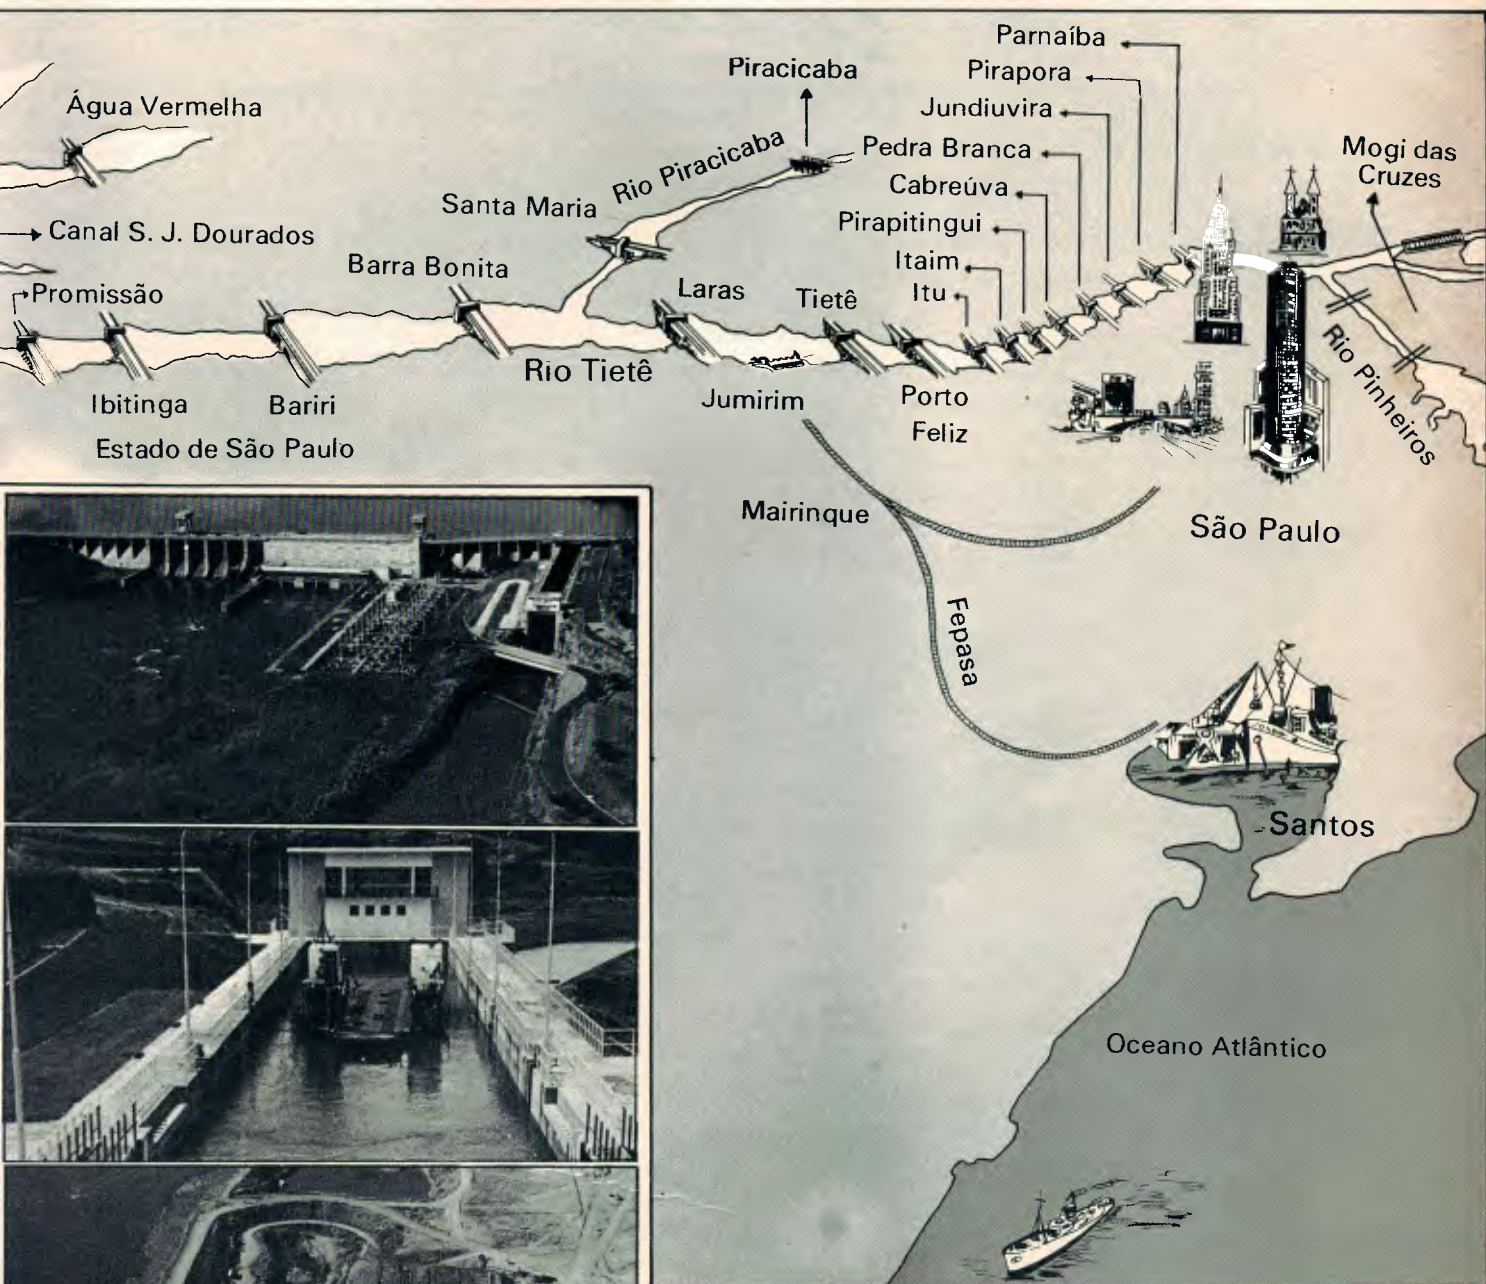 Parnaíba
Piracicaba
Pirapora
Água Vermelha
Jundiuvira
Rio Piracicaba
Pedra Branca
Mogi das
Cruzes
Cabreúva
Santa Maria
Canal S. J. Dourados
Pirapitingui
Barra Bonita
Itaim
Promissão
Laras
Tietê
Itu
Rio Tietê
Rio Pinheiros
Ibitinga
Bariri
Jumirim
Porto
Feliz
Estado de São Paulo
Mairinque
São Paulo
Fepasa
Santos
Oceano Atlântico